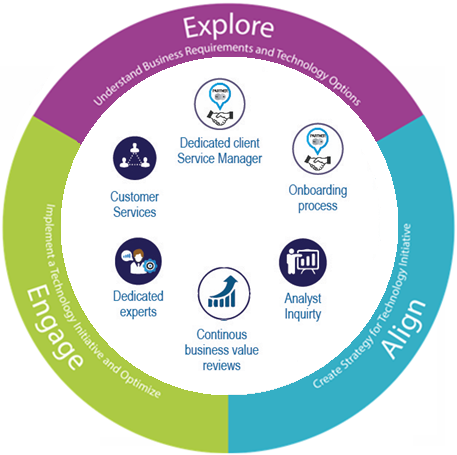 Explore
Understand Business Requirements and Technology Options
PARTNER
Dedicated client
Service Manager
PARTNER
Onboarding
process
Customer
Services
Dedicated
experts
Analyst
Inquirty
Continous
business value
reviews
Implement a Technology Initiative and Optimize
Engage
Create Strategy for Technology Initiative
Align